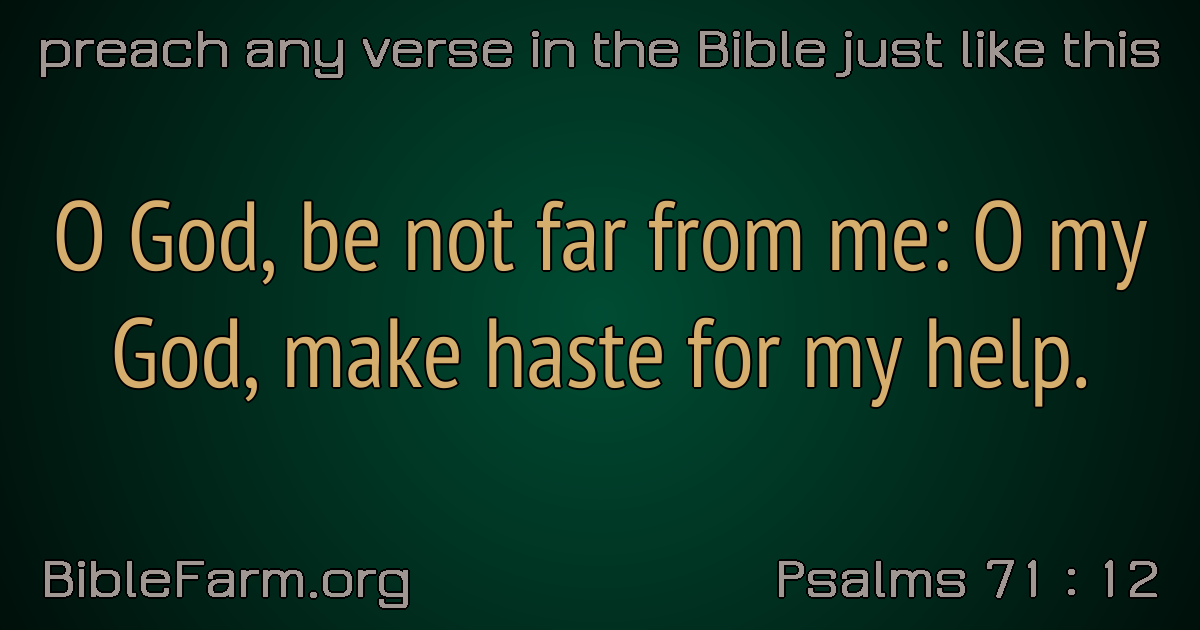 preach any verse in the Bible just like this
O God, be not far from me: O my
God, make haste for my help.
BibleFarm.org
Psalms 71 : 12